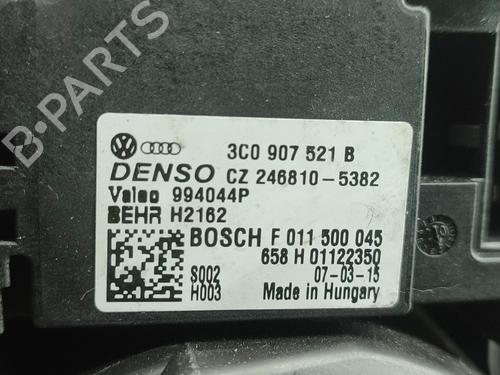 B-PARTS
3C0 907 521 B
DENSO CZ 246810-5382
Valeo 994044P
BEHR H2162
BOSCH F 011 500 045
658 H 01122350
S002 07-03-15
H003 Made in Hungary